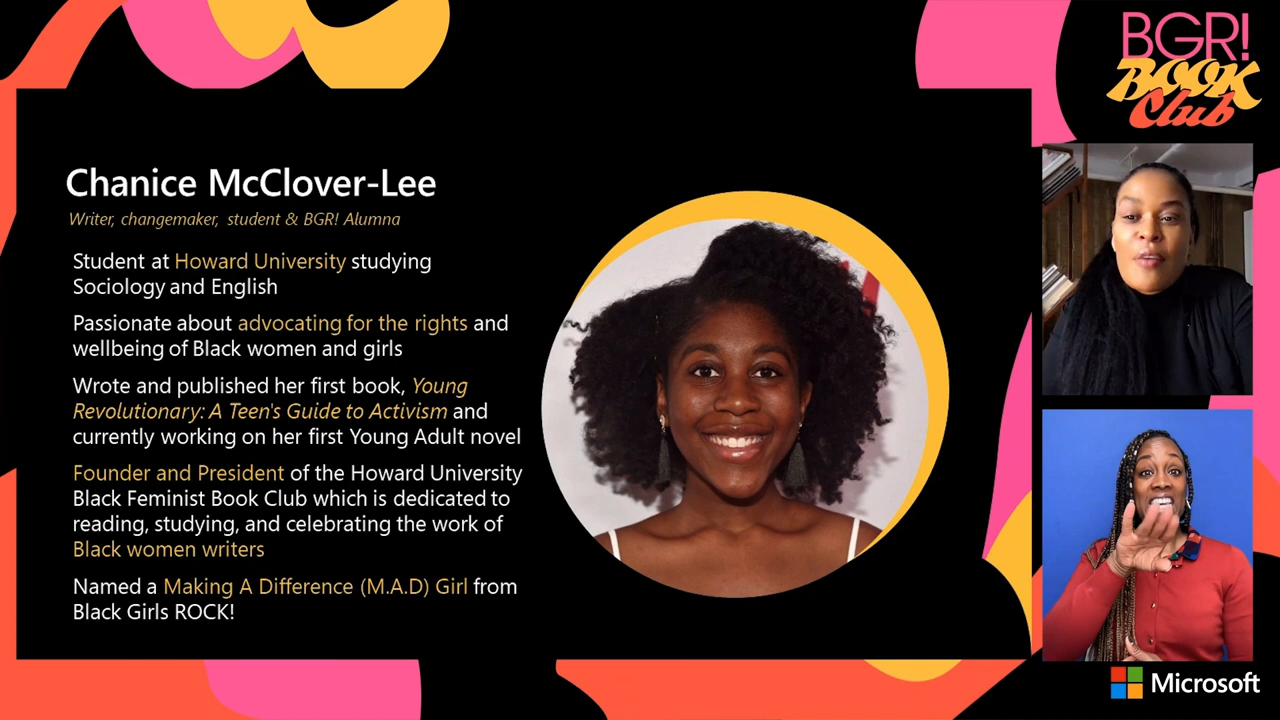 BGR!
BOOK
Club
Chanice McClover-Lee
Writer, changemaker, student & BGR! Alumna
Student at Howard University studying
Sociology and English
Passionate about advocating for the rights and
wellbeing of Black women and girls
Wrote and published her first book, Young
Revolutionary: A Teen's Guide to Activism and
currently working on her first Young Adult novel
Founder and President of the Howard University
Black Feminist Book Club which is dedicated to
reading, studying, and celebrating the work of
Black women writers
Named a Making A Difference (M.A.D) Girl from
Black Girls ROCK!
Microsoft